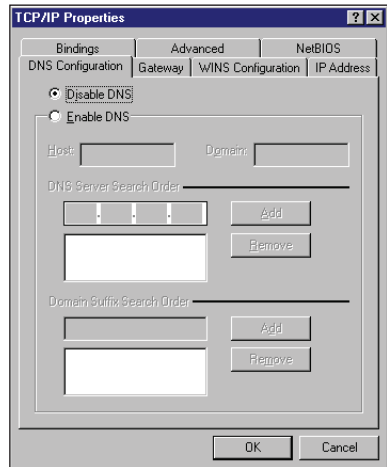 TCP/IP Properties
Bindings Advanced NetBIOS
DNS Configuration Gateway WINS Configuration IP Address
Disable DNS
Enable DNS
Host: Domain:
DNS Server Search Order
Add
Remove
Domain Suffix Search Order
Add
Remove
OK Cancel